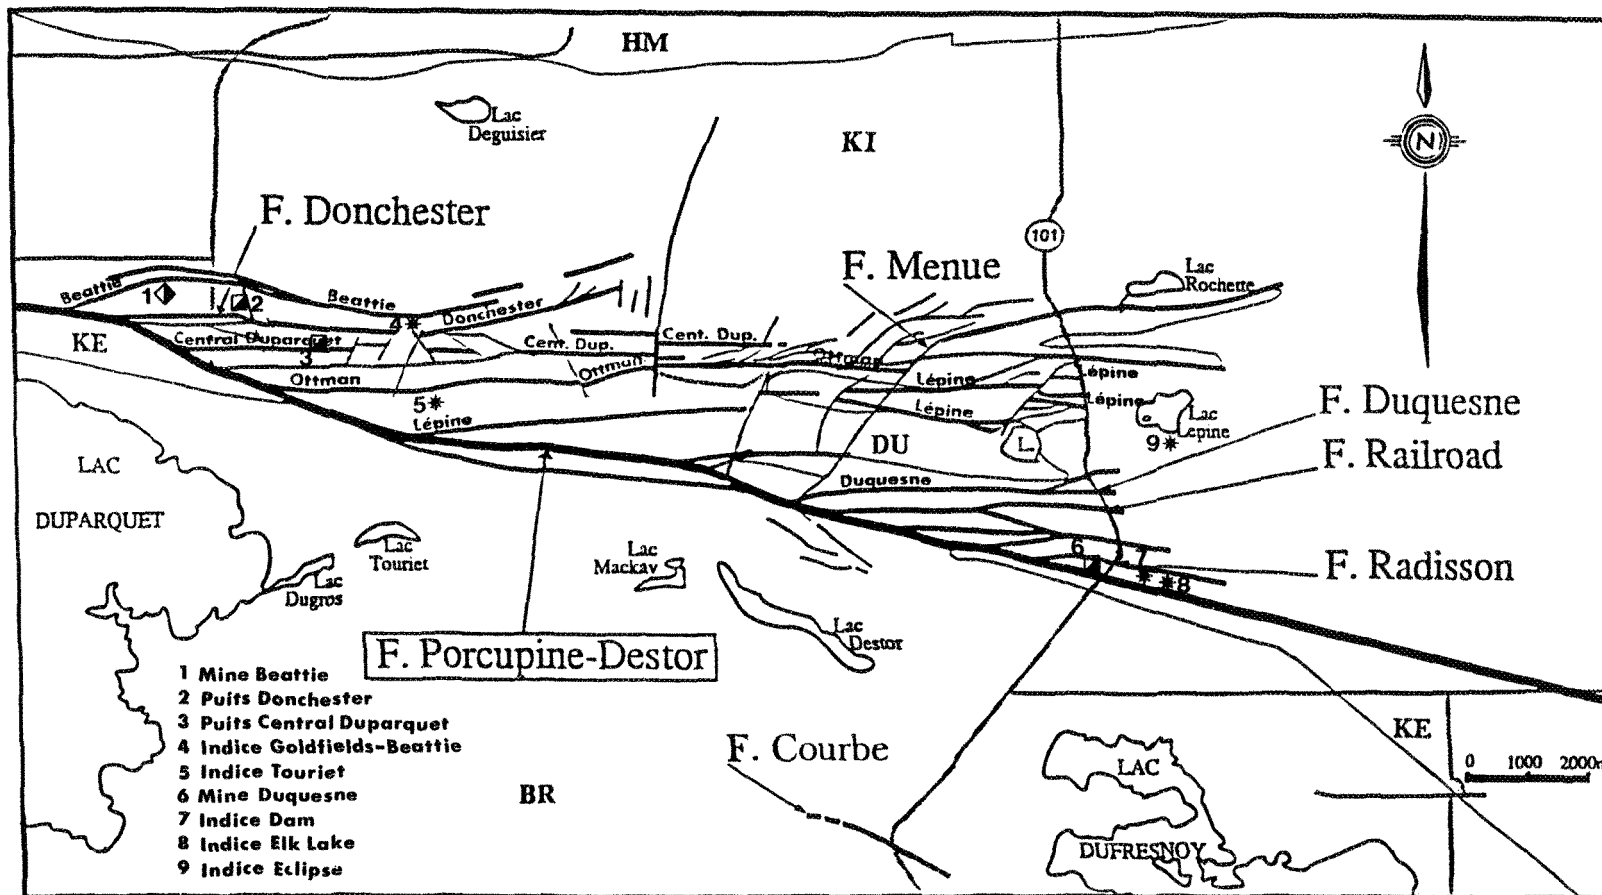 HM
Lac
Deguisier
KI
N
F. Donchester
101
F. Menue
Lac
Rochette
Beattie
1
2
Beattie
4
Donchester
KE
Central Duparquet
3
Cent. Dup.
Cent. Dup.
Ottman
Ottman
Ottman
Lépine
Lépine
Lépine
Lépine
5
Lépine
Lac
Lepine
9
L.
DU
F. Duquesne
F. Railroad
Duquesne
LAC
DUPARQUET
Lac
Touriet
Lac
Dugros
Lac
Mackay
6
7
8
F. Radisson
Lac
Destor
F. Porcupine-Destor
1 Mine Beattie
2 Puits Donchester
3 Puits Central Duparquet
4 Indice Goldfields-Beattie
5 Indice Touriet
6 Mine Duquesne
7 Indice Dam
8 Indice Elk Lake
9 Indice Eclipse
BR
F. Courbe
KE
0 1000 2000m
LAC
DUFRESNOY